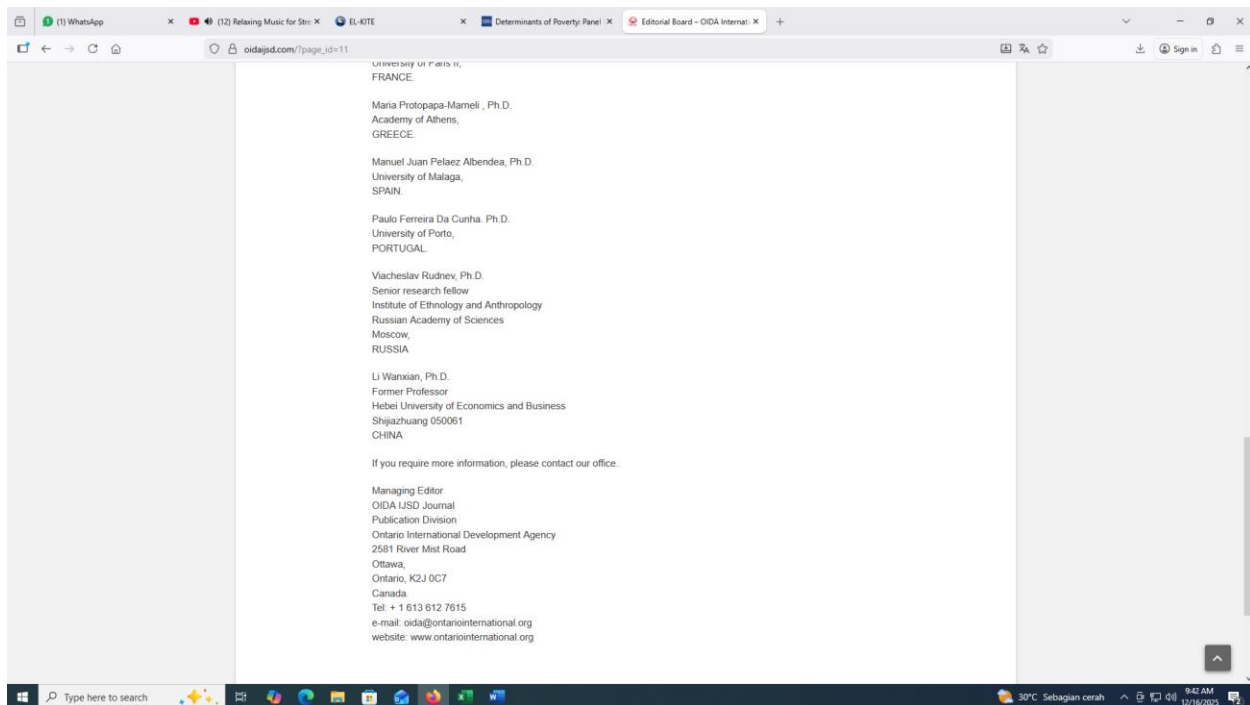 (1) WhatsApp
(12) Relaxing Music for Stre
EL-KITE
Determinants of Poverty: Panel
Editorial Board – OIDA Internati
oidaijsd.com/?page_id=11
Sign in
University of Paris II,
FRANCE.
Maria Protopapa-Marneli , Ph.D.
Academy of Athens,
GREECE.
Manuel Juan Pelaez Albendea, Ph.D.
University of Malaga,
SPAIN.
Paulo Ferreira Da Cunha. Ph.D.
University of Porto,
PORTUGAL.
Viacheslav Rudnev, Ph.D.
Senior research fellow
Institute of Ethnology and Anthropology
Russian Academy of Sciences
Moscow,
RUSSIA
Li Wanxian, Ph.D.
Former Professor
Hebei University of Economics and Business
Shijiazhuang 050061
CHINA
If you require more information, please contact our office.
Managing Editor
OIDA IJSD Journal
Publication Division
Ontario International Development Agency
2581 River Mist Road
Ottawa,
Ontario, K2J 0C7
Canada.
Tel: + 1 613 612 7615
e-mail: oida@ontariointernational.org
website: www.ontariointernational.org
Type here to search
30°C Sebagian cerah
9:42 AM
12/16/2025